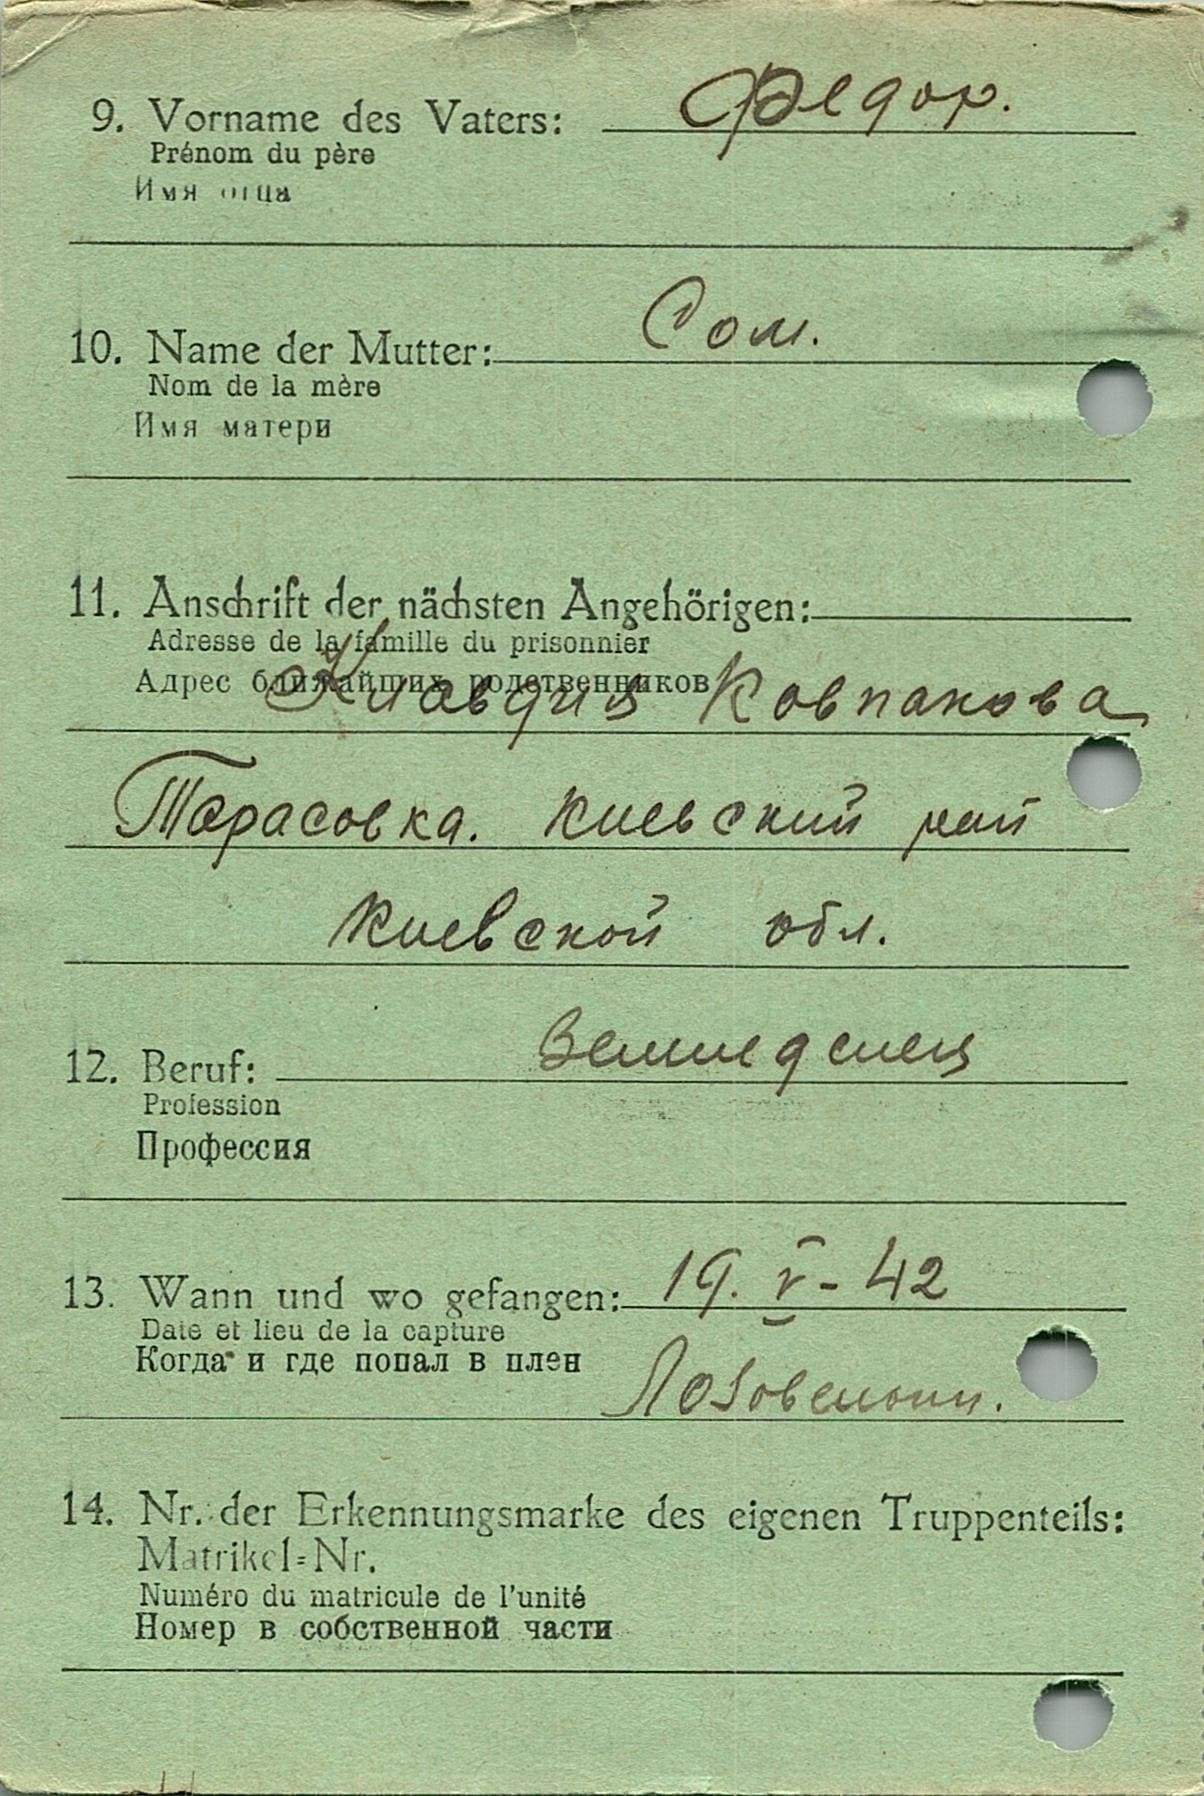 9. Vorname des Vaters: Федор.
Prénom du père
Имя отца
10. Name der Mutter: Сом.
Nom de la mère
Имя матери
11. Anschrift der nächsten Angehörigen:
Adresse de la famille du prisonnier
Адрес ближайших родственников
Клавдия Ковпакова
Тарасовка. Киевский рай
Киевской обл.
12. Beruf: Земледелец
Profession
Профессия
13. Wann und wo gefangen: 19. V - 42
Date et lieu de la capture
Когда и где попал в плен
14. Nr. der Erkennungsmarke des eigenen Truppenteils:
Matrikel=Nr.
Numéro du matricule de l'unité
Номер в собственной части